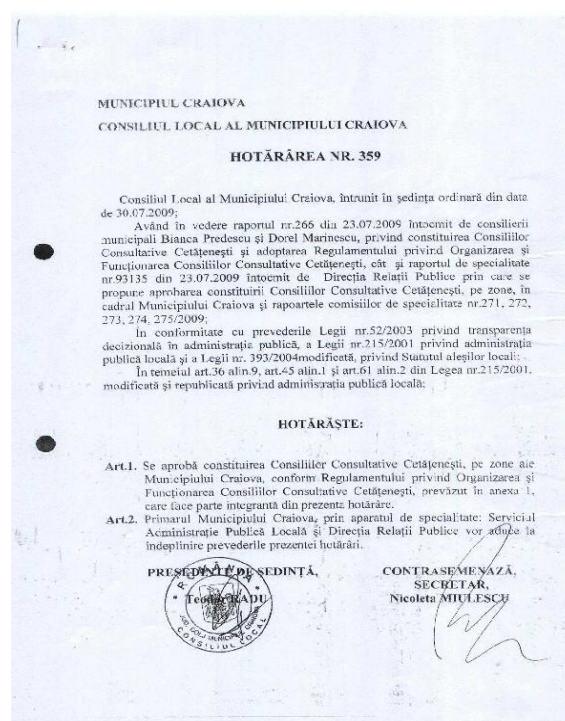 MUNICIPIUL CRAIOVA
CONSILIUL LOCAL AL MUNICIPIULUI CRAIOVA
HOTĂRÂREA NR. 359
Consiliul Local al Municipiului Craiova, întrunit în şedinţa ordinară din data
de 30.07.2009;
Având în vedere raportul nr.266 din 23.07.2009 întocmit de consilierii
municipali Bianca Predescu şi Dorel Marinescu, privind constituirea Consiliilor
Consultative Cetăţeneşti şi adoptarea Regulamentului privind Organizarea şi
Funcţionarea Consiliilor Consultative Cetăţeneşti, cât şi raportul de specialitate
nr.93135 din 23.07.2009 întocmit de Direcţia Relaţii Publice prin care se
propune aprobarea constituirii Consiliilor Consultative Cetăţeneşti, pe zone, în
cadrul Municipiului Craiova şi rapoartele comisiilor de specialitate nr.271, 272,
273, 274, 275/2009;
În conformitate cu prevederile Legii nr.52/2003 privind transparenţa
decizională în administraţia publică, a Legii nr.215/2001 privind administraţia
publică locală şi a Legii nr. 393/2004modificată, privind Statutul aleşilor locali;
În temeiul art.36 alin.9, art.45 alin.1 şi art.61 alin.2 din Legea nr.215/2001,
modificată şi republicată privind administraţia publică locală;
HOTĂRĂŞTE:
Art.1. Se aprobă constituirea Consiliilor Consultative Cetăţeneşti, pe zone ale
Municipiului Craiova, conform Regulamentului privind Organizarea şi
Funcţionarea Consiliilor Consultative Cetăţeneşti, prevăzut în anexa 1,
care face parte integrantă din prezenta hotărâre.
Art.2. Primarul Municipiului Craiova, prin aparatul de specialitate: Serviciul
Administraţie Publică Locală şi Direcţia Relaţii Publice vor aduce la
îndeplinire prevederile prezentei hotărâri.
PREŞEDINTE DE ŞEDINŢĂ,
Teodor RADU
CONTRASEMNEAZĂ,
SECRETAR,
Nicoleta MIULESCU
ROMÂNIA
JUD. DOLJ MUNICIPIUL CRAIOVA
CONSILIUL LOCAL